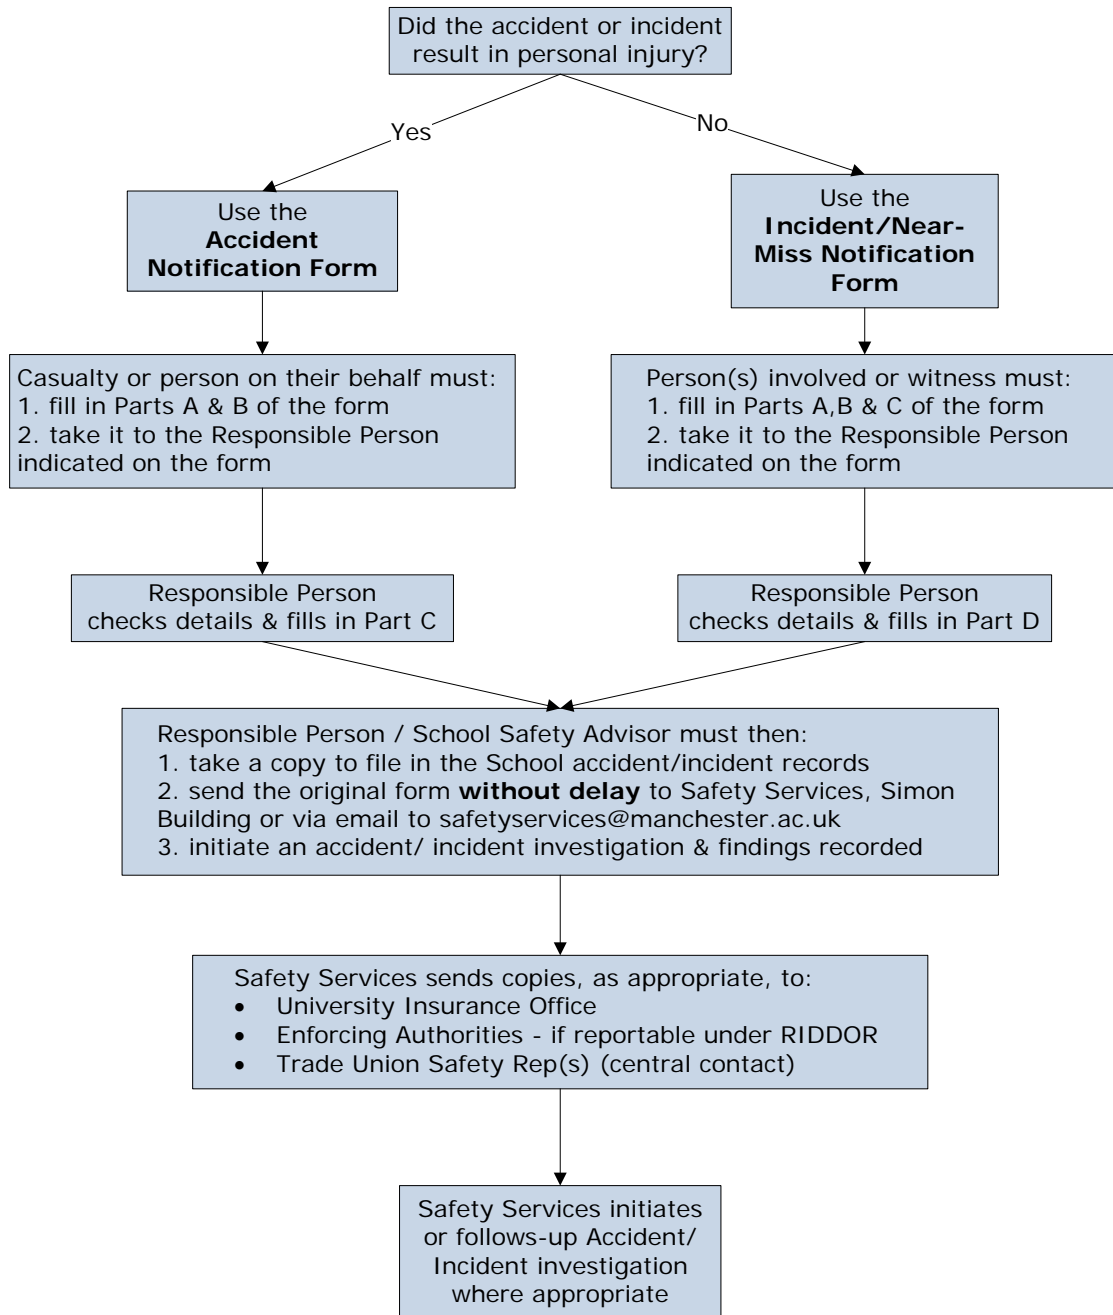 Did the accident or incident
result in personal injury?
Yes
No
Use the
Accident
Notification Form
Use the
Incident/Near-
Miss Notification
Form
Casualty or person on their behalf must:
1. fill in Parts A & B of the form
2. take it to the Responsible Person
indicated on the form
Person(s) involved or witness must:
1. fill in Parts A,B & C of the form
2. take it to the Responsible Person
indicated on the form
Responsible Person
checks details & fills in Part C
Responsible Person
checks details & fills in Part D
Responsible Person / School Safety Advisor must then:
1. take a copy to file in the School accident/incident records
2. send the original form without delay to Safety Services, Simon
Building or via email to safetyservices@manchester.ac.uk
3. initiate an accident/ incident investigation & findings recorded
Safety Services sends copies, as appropriate, to:
• University Insurance Office
• Enforcing Authorities - if reportable under RIDDOR
• Trade Union Safety Rep(s) (central contact)
Safety Services initiates
or follows-up Accident/
Incident investigation
where appropriate